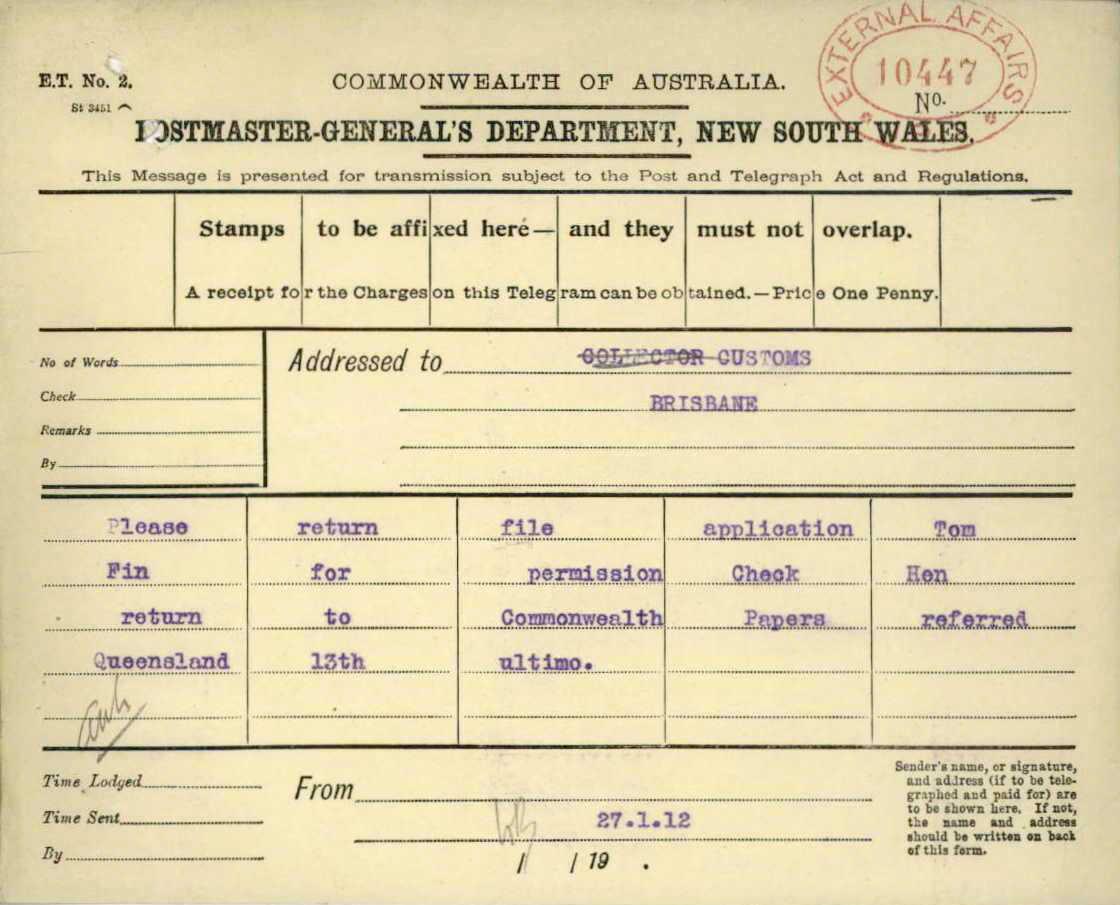 EXTERNAL AFFAIRS
10447
E.T. No. 2.
COMMONWEALTH OF AUSTRALIA.
St 3451
No.
POSTMASTER-GENERAL'S DEPARTMENT, NEW SOUTH WALES.
This Message is presented for transmission subject to the Post and Telegraph Act and Regulations.
Stamps to be affixed here— and they must not overlap.
A receipt for the Charges on this Telegram can be obtained.—Price One Penny.
No of Words
Addressed to COLLECTOR CUSTOMS
Check
BRISBANE
Remarks
By
Please return file application Tom
Fin for permission Check Hen
return to Commonwealth Papers referred
Queensland 13th ultimo.
Time Lodged
From
Sender's name, or signature,
and address (if to be tele-
graphed and paid for) are
to be shown here. If not,
the name and address
should be written on back
of this form.
Time Sent
27.1.12
By
/ / 19 .